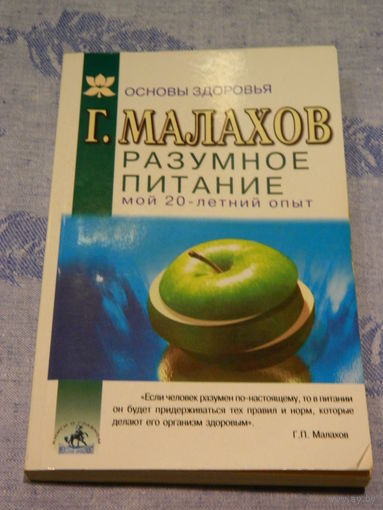 ОСНОВЫ ЗДОРОВЬЯ
Г. МАЛАХОВ
РАЗУМНОЕ
ПИТАНИЕ
МОЙ 20-ЛЕТНИЙ ОПЫТ
«Если человек разумен по-настоящему, то в питании
он будет придерживаться тех правил и норм, которые
делают его организм здоровым».
Г.П. Малахов